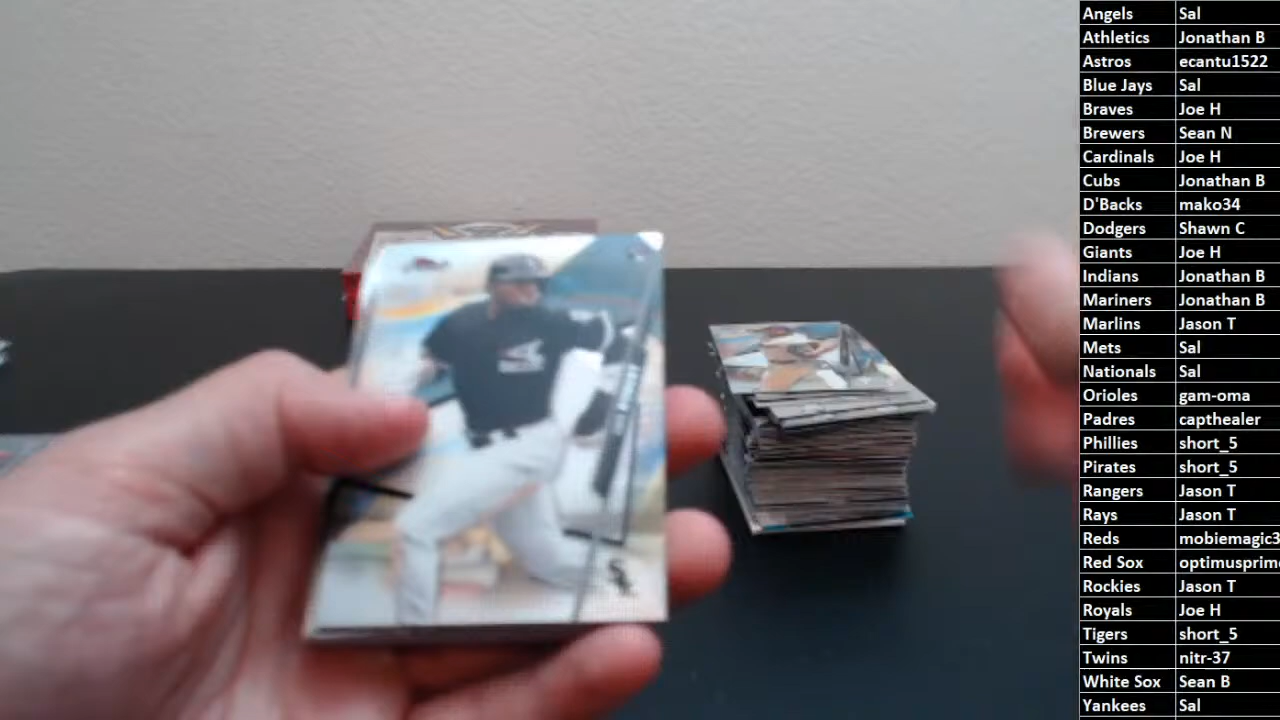 Angels Sal
Athletics Jonathan B
Astros ecantu1522
Blue Jays Sal
Braves Joe H
Brewers Sean N
Cardinals Joe H
Cubs Jonathan B
D'Backs mako34
Dodgers Shawn C
Giants Joe H
Indians Jonathan B
Mariners Jonathan B
Marlins Jason T
Mets Sal
Nationals Sal
Orioles gam-oma
Padres capthealer
Phillies short_5
Pirates short_5
Rangers Jason T
Rays Jason T
Reds mobiemagic3
Red Sox optimusprime
Rockies Jason T
Royals Joe H
Tigers short_5
Twins nitr-37
White Sox Sean B
Yankees Sal